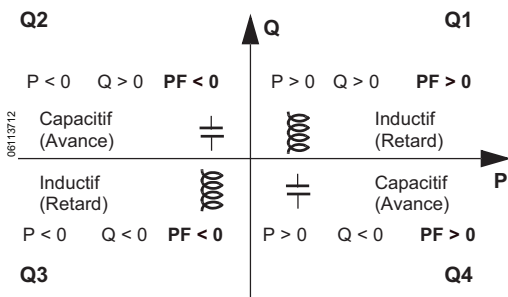 Q2 Q Q1
P < 0 Q > 0 PF < 0 P > 0 Q > 0 PF > 0
06113712
Capacitif Inductif
(Avance) (Retard)
P
Inductif Capacitif
(Retard) (Avance)
P < 0 Q < 0 PF < 0 P > 0 Q < 0 PF > 0
Q3 Q4